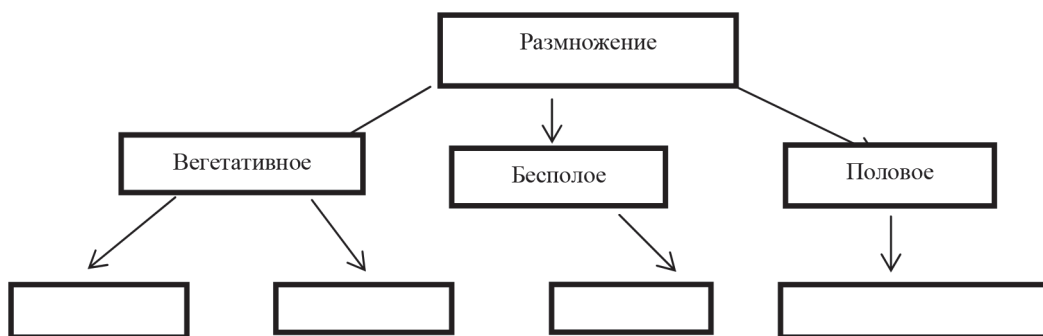 Размножение
Вегетативное
Бесполое
Половое